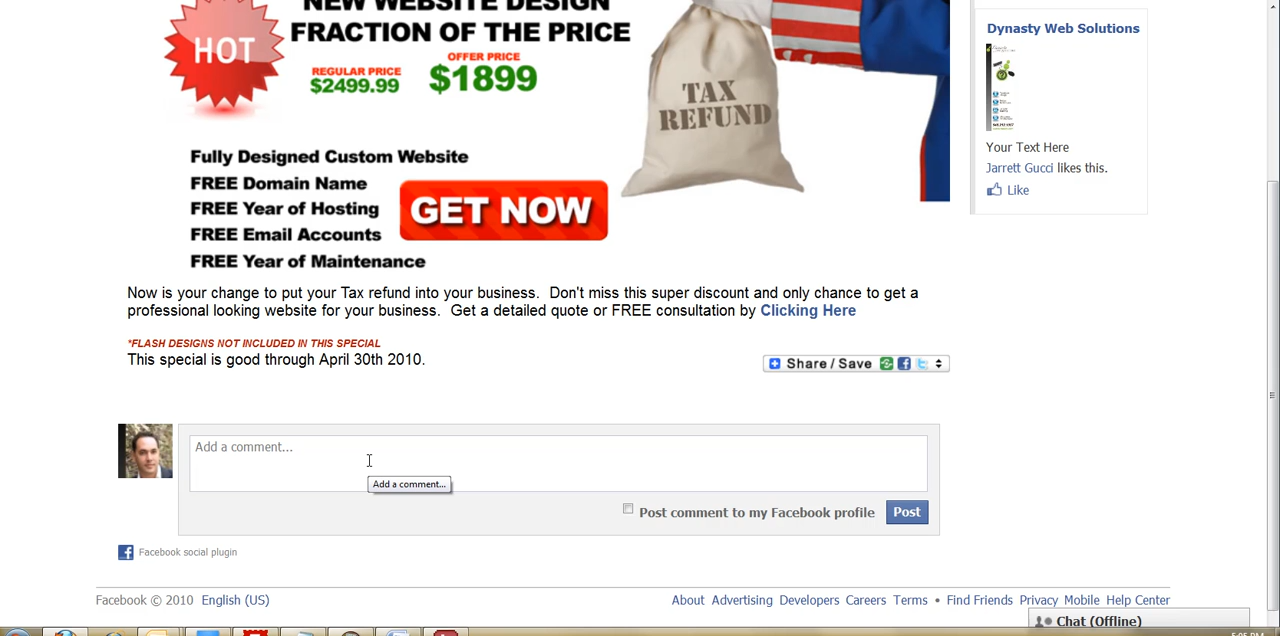 NEW WEBSITE DESIGN
FRACTION OF THE PRICE
HOT
REGULAR PRICE
$2499.99
OFFER PRICE
$1899
TAX
REFUND
Fully Designed Custom Website
FREE Domain Name
FREE Year of Hosting
FREE Email Accounts
FREE Year of Maintenance
GET NOW
Now is your change to put your Tax refund into your business.  Don't miss this super discount and only chance to get a
professional looking website for your business.  Get a detailed quote or FREE consultation by Clicking Here
*FLASH DESIGNS NOT INCLUDED IN THIS SPECIAL
This special is good through April 30th 2010.
Share / Save
Dynasty Web Solutions
Your Text Here
Jarrett Gucci likes this.
Like
Add a comment...
Add a comment...
Post comment to my Facebook profile
Post
Facebook social plugin
Facebook © 2010 English (US)
About Advertising Developers Careers Terms • Find Friends Privacy Mobile Help Center
Chat (Offline)